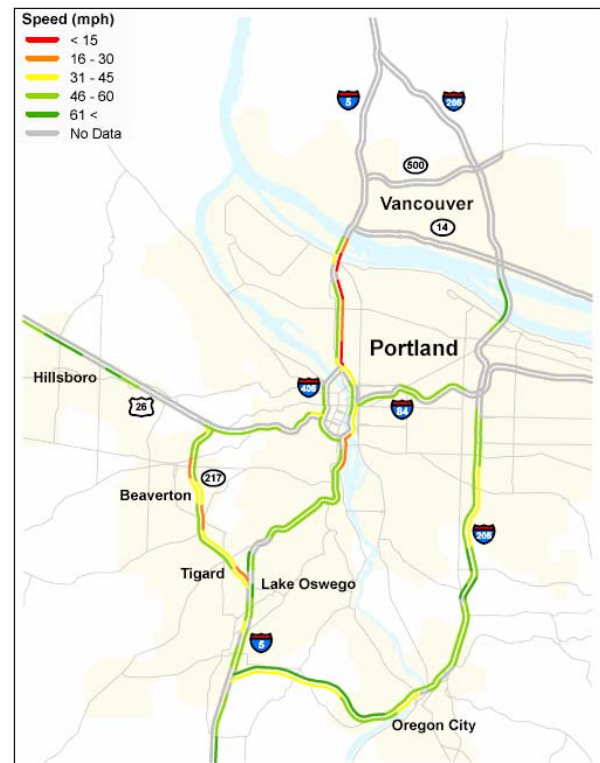 Speed (mph)
< 15
16 - 30
31 - 45
46 - 60
61 <
No Data
5
205
500
Vancouver
14
Portland
Hillsboro
405
26
84
217
Beaverton
205
Tigard
Lake Oswego
5
Oregon City